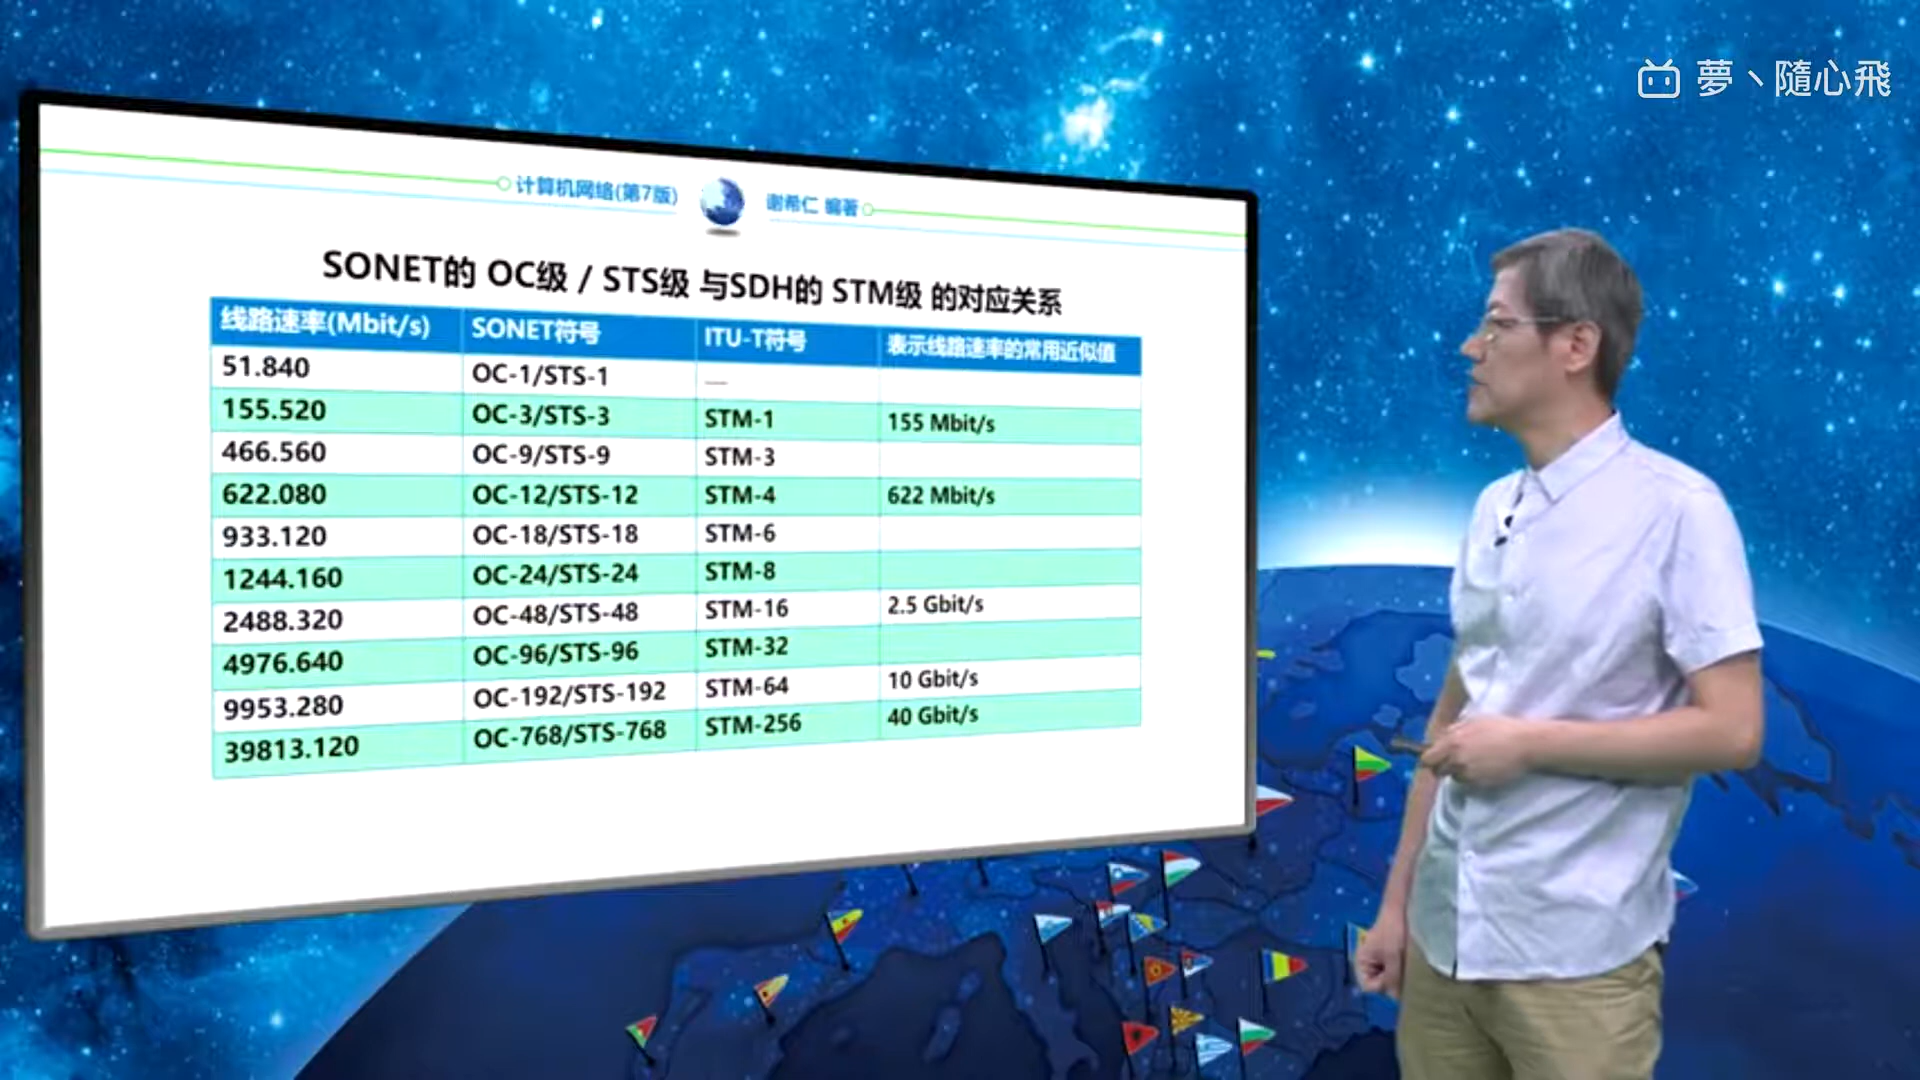 夢丶隨心飛
计算机网络(第7版) 谢希仁 编著
SONET的 OC级 / STS级 与SDH的 STM级 的对应关系
线路速率(Mbit/s) SONET符号 ITU-T符号 表示线路速率的常用近似值
51.840 OC-1/STS-1 —
155.520 OC-3/STS-3 STM-1 155 Mbit/s
466.560 OC-9/STS-9 STM-3
622.080 OC-12/STS-12 STM-4 622 Mbit/s
933.120 OC-18/STS-18 STM-6
1244.160 OC-24/STS-24 STM-8
2488.320 OC-48/STS-48 STM-16 2.5 Gbit/s
4976.640 OC-96/STS-96 STM-32
9953.280 OC-192/STS-192 STM-64 10 Gbit/s
39813.120 OC-768/STS-768 STM-256 40 Gbit/s